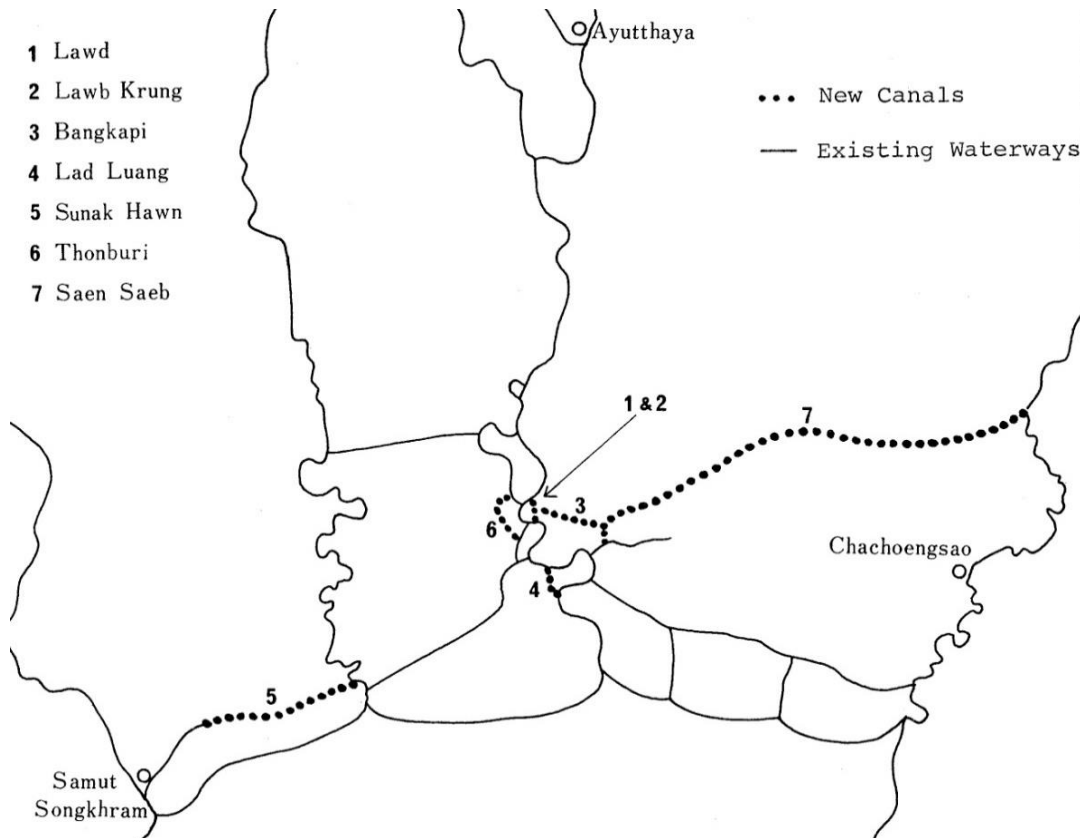 1 Lawd
2 Lawb Krung
3 Bangkapi
4 Lad Luang
5 Sunak Hawn
6 Thonburi
7 Saen Saeb
Ayutthaya
New Canals
Existing Waterways
1 & 2
7
3
6
4
Chachoengsao
5
Samut
Songkhram